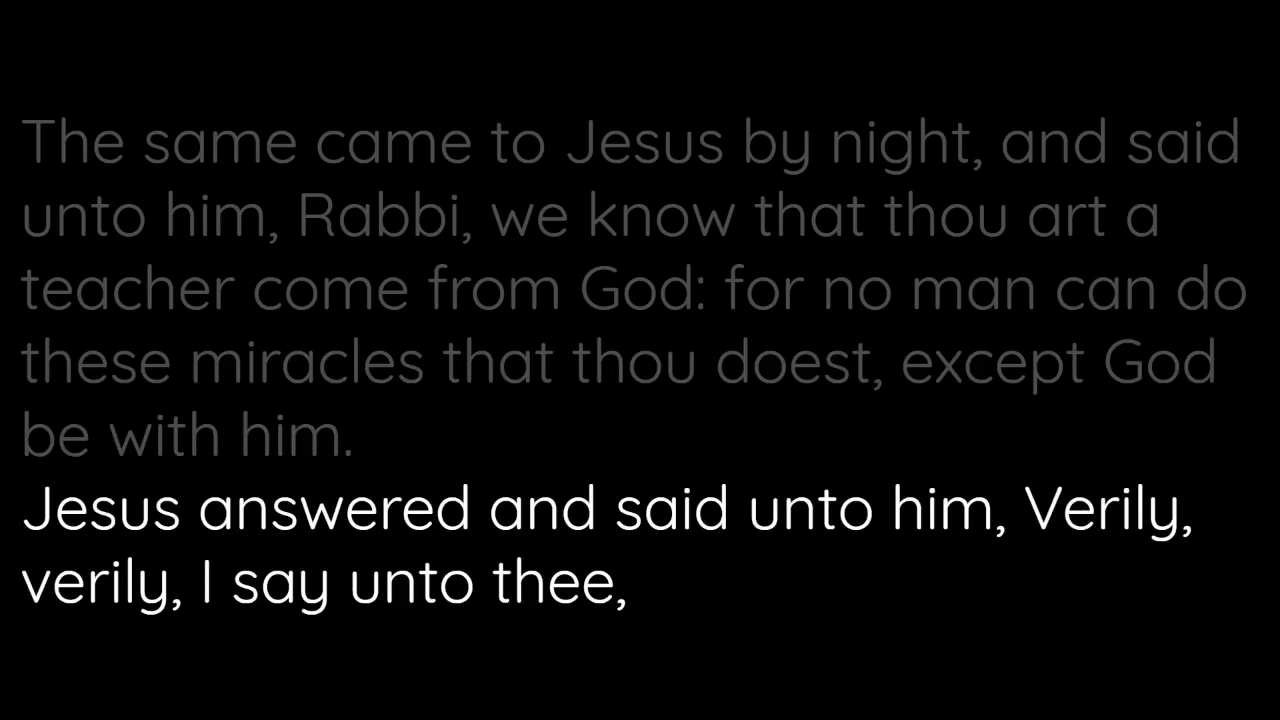 The same came to Jesus by night, and said
unto him, Rabbi, we know that thou art a
teacher come from God: for no man can do
these miracles that thou doest, except God
be with him.
Jesus answered and said unto him, Verily,
verily, I say unto thee,